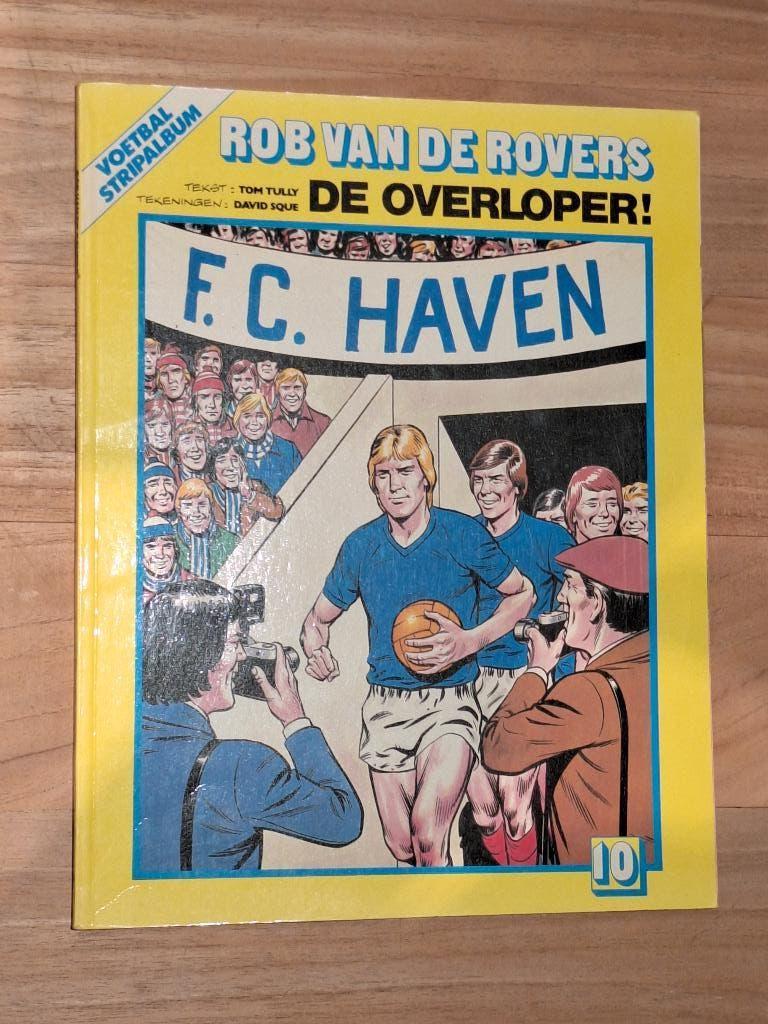 VOETBAL
STRIPALBUM
ROB VAN DE ROVERS
TEKST : TOM TULLY
TEKENINGEN : DAVID SQUE
DE OVERLOPER!
F.C. HAVEN
10